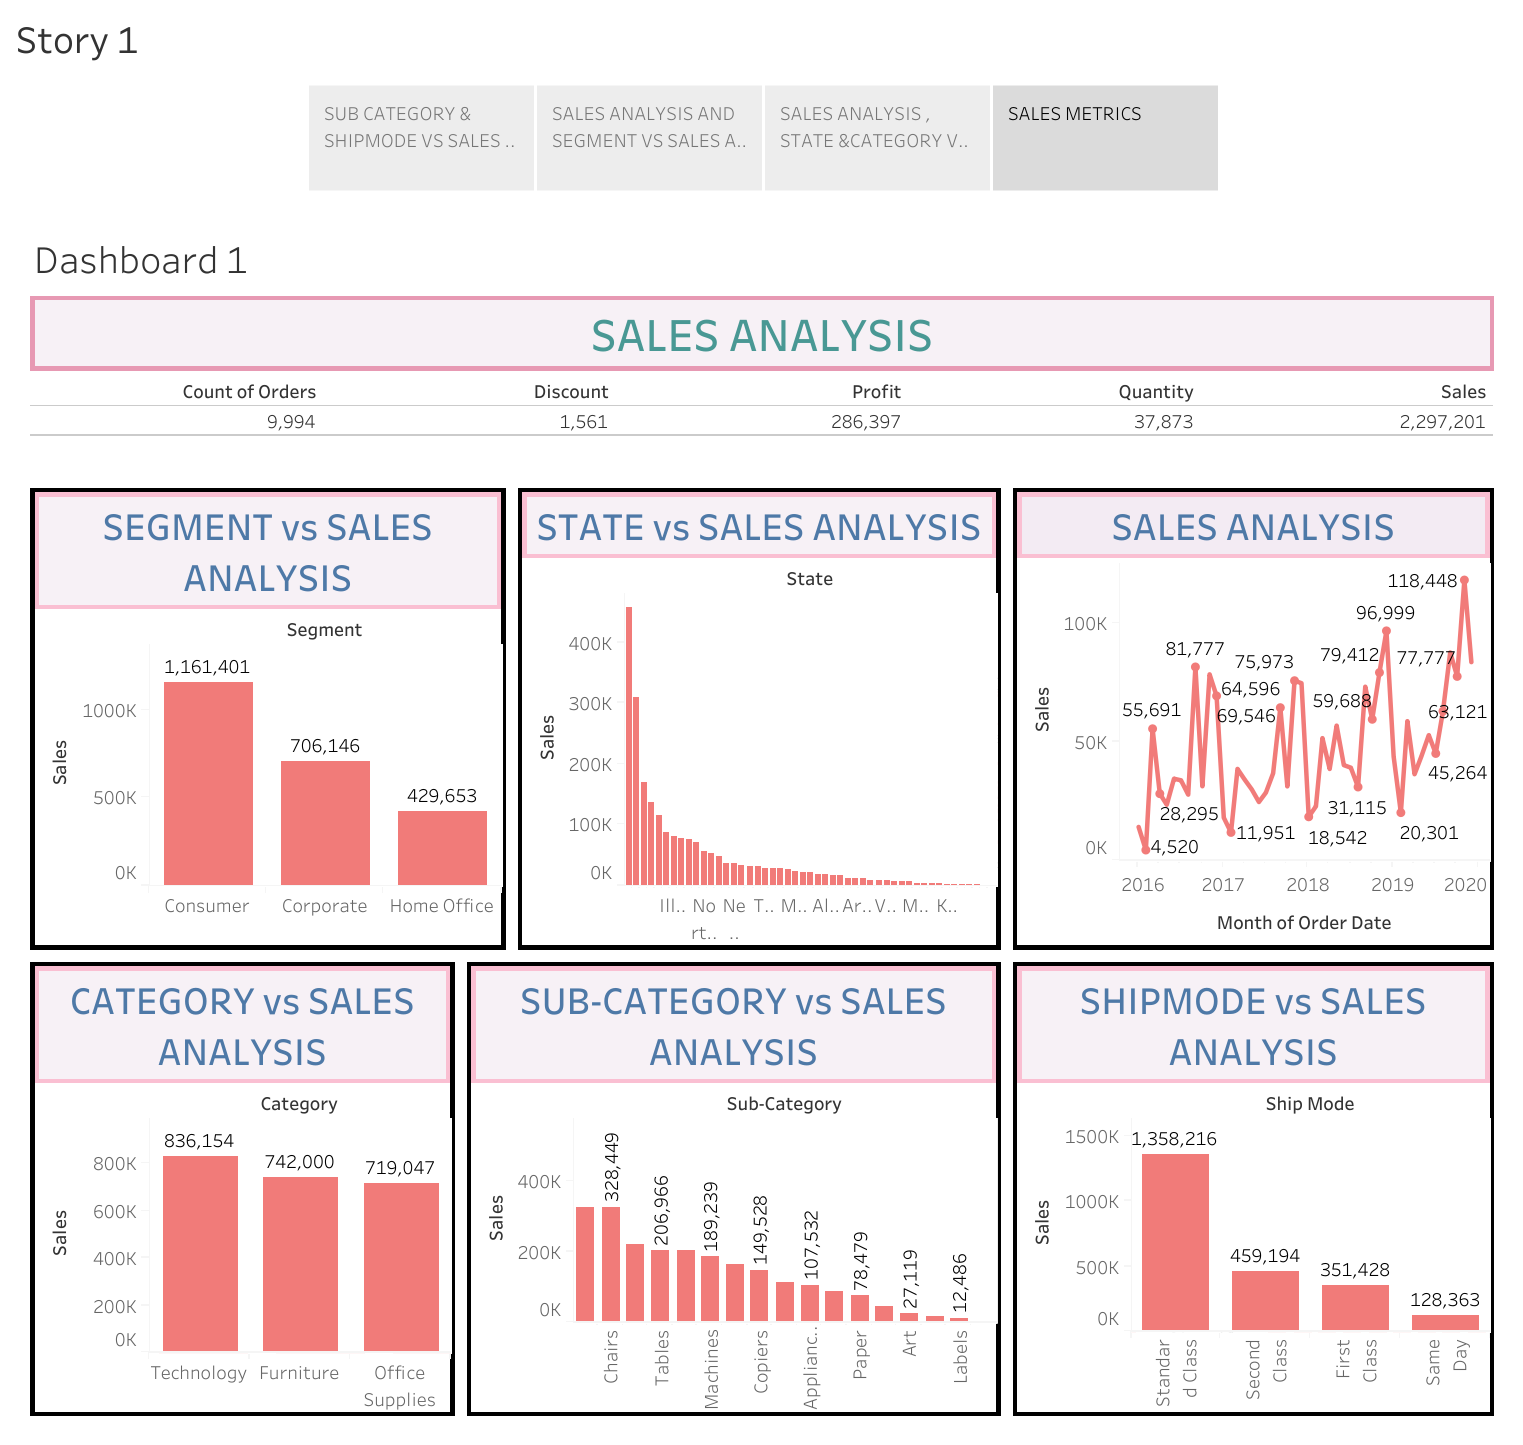 Story 1
SUB CATEGORY &
SHIPMODE VS SALES ..
SALES ANALYSIS AND
SEGMENT VS SALES A..
SALES ANALYSIS ,
STATE &CATEGORY V..
SALES METRICS
Dashboard 1
SALES ANALYSIS
Count of Orders Discount Profit Quantity Sales
9,994 1,561 286,397 37,873 2,297,201
SEGMENT vs SALES
ANALYSIS
Segment
Sales
1000K
500K
0K
1,161,401
706,146
429,653
Consumer Corporate Home Office
STATE vs SALES ANALYSIS
State
Sales
400K
300K
200K
100K
0K
Ill.. No Ne T.. M.. Al.. Ar.. V.. M.. K..
rt.. ..
SALES ANALYSIS
Sales
100K
50K
0K
118,448
96,999
81,777
75,973
79,412
77,777
64,596
59,688
55,691
69,546
63,121
45,264
28,295
31,115
11,951
18,542
20,301
4,520
2016 2017 2018 2019 2020
Month of Order Date
CATEGORY vs SALES
ANALYSIS
Category
Sales
800K
600K
400K
200K
0K
836,154
742,000
719,047
Technology Furniture Office
Supplies
SUB-CATEGORY vs SALES
ANALYSIS
Sub-Category
Sales
400K
200K
0K
328,449
206,966
189,239
149,528
107,532
78,479
27,119
12,486
Chairs
Tables
Machines
Copiers
Applianc..
Paper
Art
Labels
SHIPMODE vs SALES
ANALYSIS
Ship Mode
Sales
1500K
1000K
500K
0K
1,358,216
459,194
351,428
128,363
Standar
d Class
Second
Class
First
Class
Same
Day